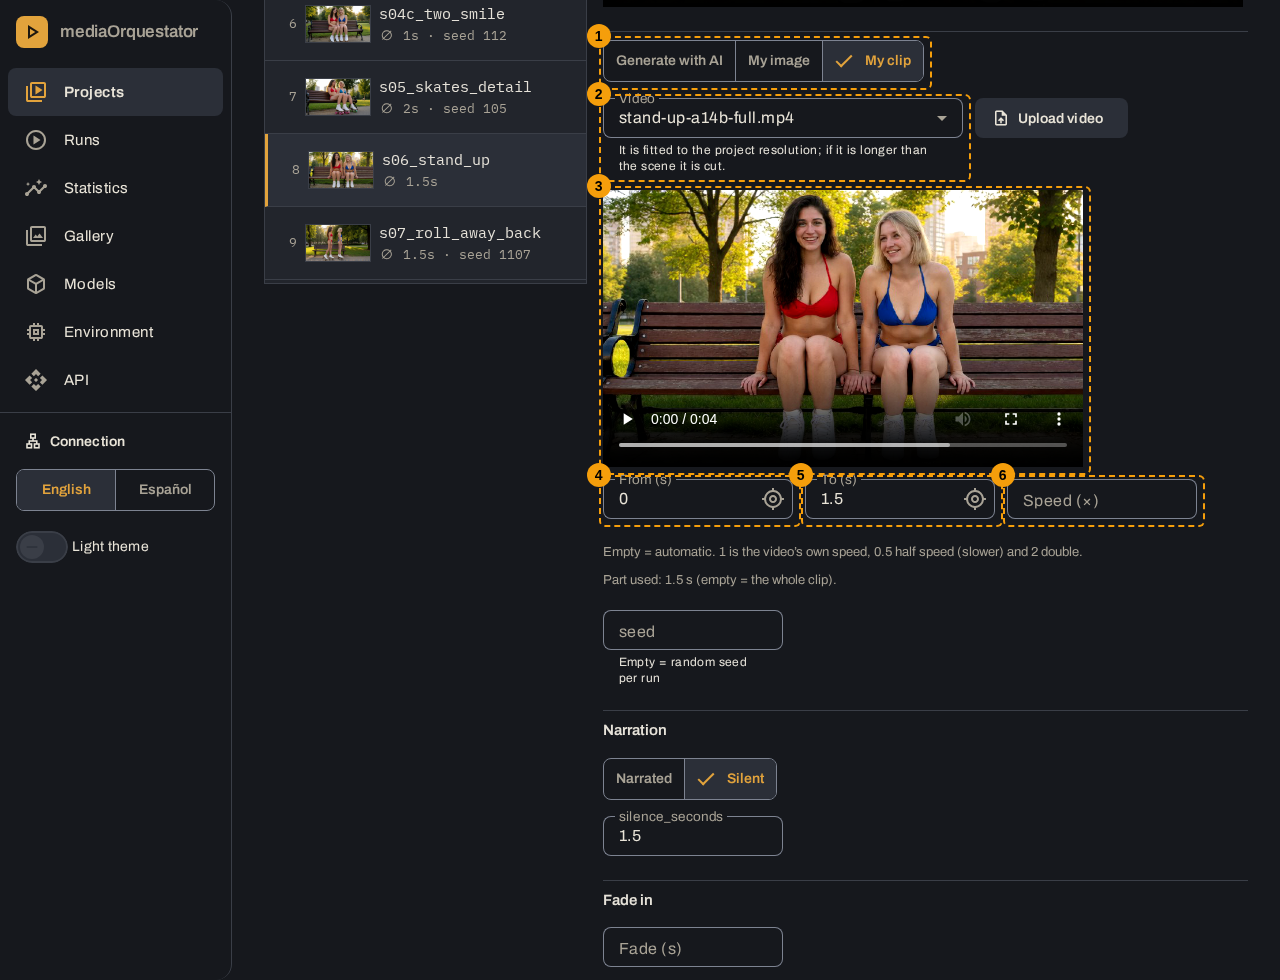 mediaOrquestator
Projects
Runs
Statistics
Gallery
Models
Environment
API
Connection
English
Español
Light theme
6
s04c_two_smile
∅ 1s · seed 112
7
s05_skates_detail
∅ 2s · seed 105
8
s06_stand_up
∅ 1.5s
9
s07_roll_away_back
∅ 1.5s · seed 1107
1
Generate with AI
My image
My clip
2
Video
stand-up-a14b-full.mp4
Upload video
It is fitted to the project resolution; if it is longer than
the scene it is cut.
3
0:00 / 0:04
4
From (s)
0
5
To (s)
1.5
6
Speed (×)
Empty = automatic. 1 is the video's own speed, 0.5 half speed (slower) and 2 double.
Part used: 1.5 s (empty = the whole clip).
seed
Empty = random seed
per run
Narration
Narrated
Silent
silence_seconds
1.5
Fade in
Fade (s)